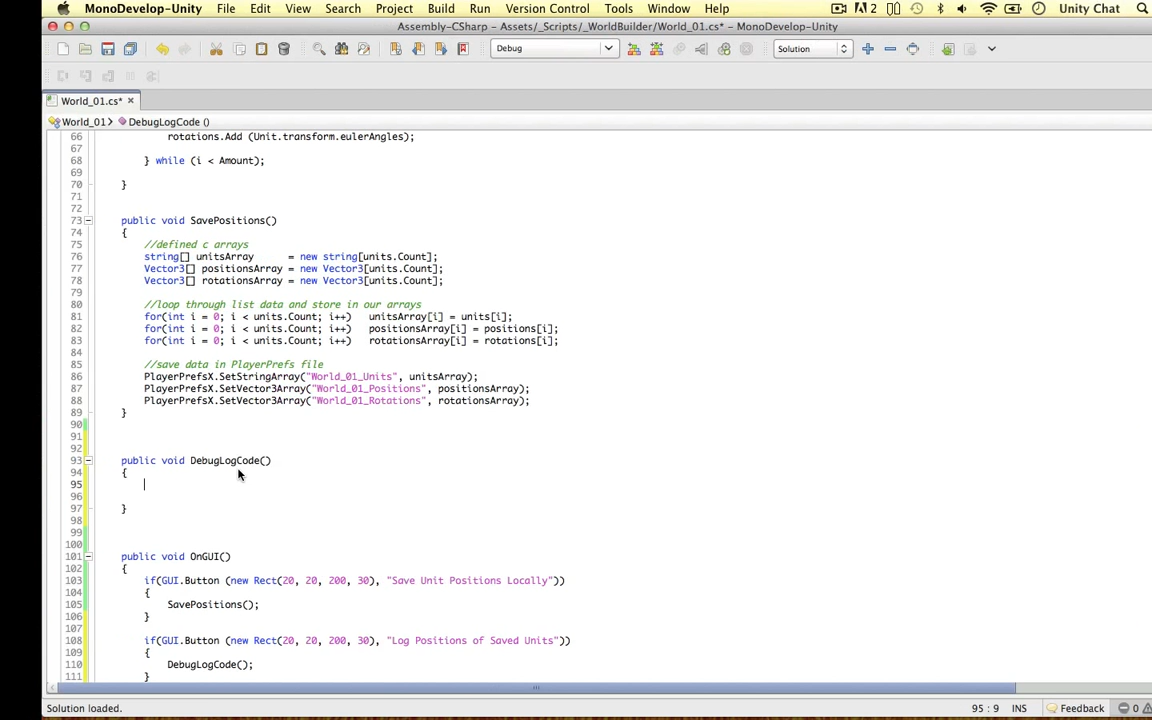 MonoDevelop-Unity File Edit View Search Project Build Run Version Control Tools Window Help 2 Unity Chat
Assembly-CSharp - Assets/_Scripts/_WorldBuilder/World_01.cs* - MonoDevelop-Unity
Debug Solution
World_01.cs* ×
World_01 DebugLogCode ()
66 rotations.Add (Unit.transform.eulerAngles);
67
68 } while (i < Amount);
69
70 }
71
72
73 public void SavePositions()
74 {
75 //defined c arrays
76 string[] unitsArray = new string[units.Count];
77 Vector3[] positionsArray = new Vector3[units.Count];
78 Vector3[] rotationsArray = new Vector3[units.Count];
79
80 //loop through list data and store in our arrays
81 for(int i = 0; i < units.Count; i++) unitsArray[i] = units[i];
82 for(int i = 0; i < units.Count; i++) positionsArray[i] = positions[i];
83 for(int i = 0; i < units.Count; i++) rotationsArray[i] = rotations[i];
84
85 //save data in PlayerPrefs file
86 PlayerPrefsX.SetStringArray("World_01_Units", unitsArray);
87 PlayerPrefsX.SetVector3Array("World_01_Positions", positionsArray);
88 PlayerPrefsX.SetVector3Array("World_01_Rotations", rotationsArray);
89 }
90
91
92
93 public void DebugLogCode()
94 {
95
96
97 }
98
99
100
101 public void OnGUI()
102 {
103 if(GUI.Button (new Rect(20, 20, 200, 30), "Save Unit Positions Locally"))
104 {
105 SavePositions();
106 }
107
108 if(GUI.Button (new Rect(20, 20, 200, 30), "Log Positions of Saved Units"))
109 {
110 DebugLogCode();
111 }
Solution loaded. 95 : 9 INS Feedback 0